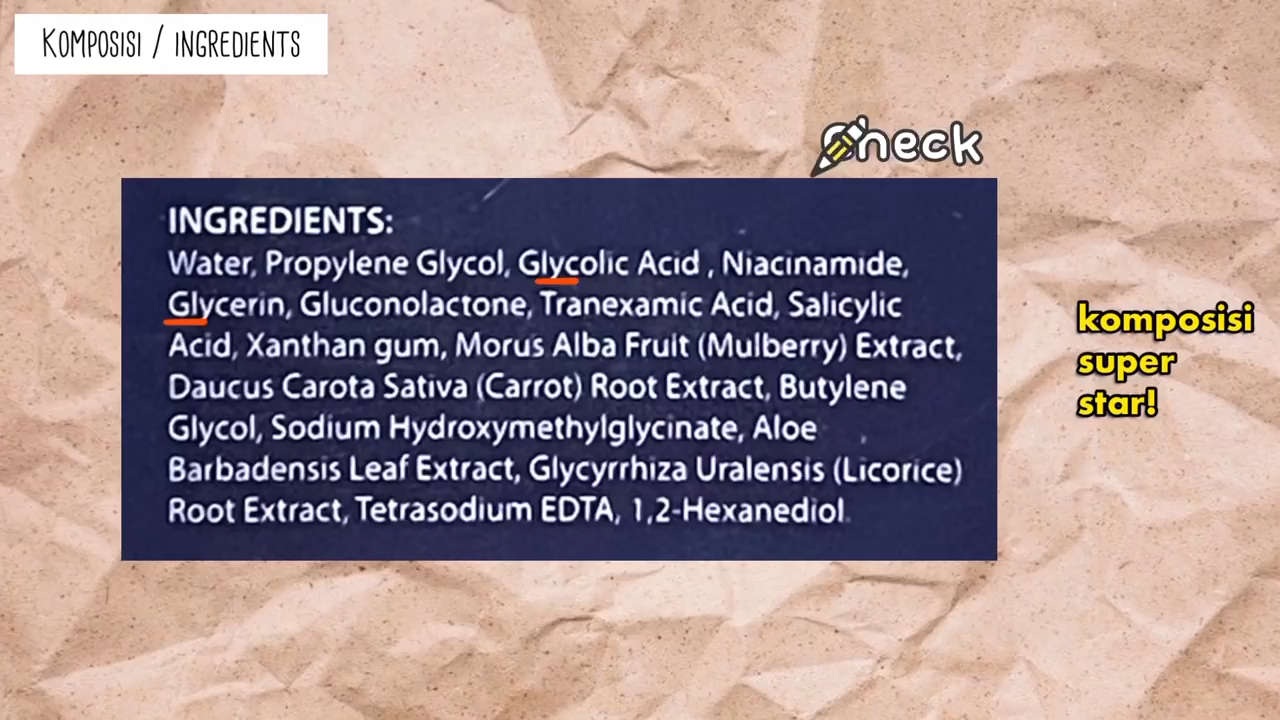 KOMPOSISI / INGREDIENTS
Check
INGREDIENTS:
Water, Propylene Glycol, Glycolic Acid , Niacinamide,
Glycerin, Gluconolactone, Tranexamic Acid, Salicylic
Acid, Xanthan gum, Morus Alba Fruit (Mulberry) Extract,
Daucus Carota Sativa (Carrot) Root Extract, Butylene
Glycol, Sodium Hydroxymethylglycinate, Aloe
Barbadensis Leaf Extract, Glycyrrhiza Uralensis (Licorice)
Root Extract, Tetrasodium EDTA, 1,2-Hexanediol.
komposisi
super
star!